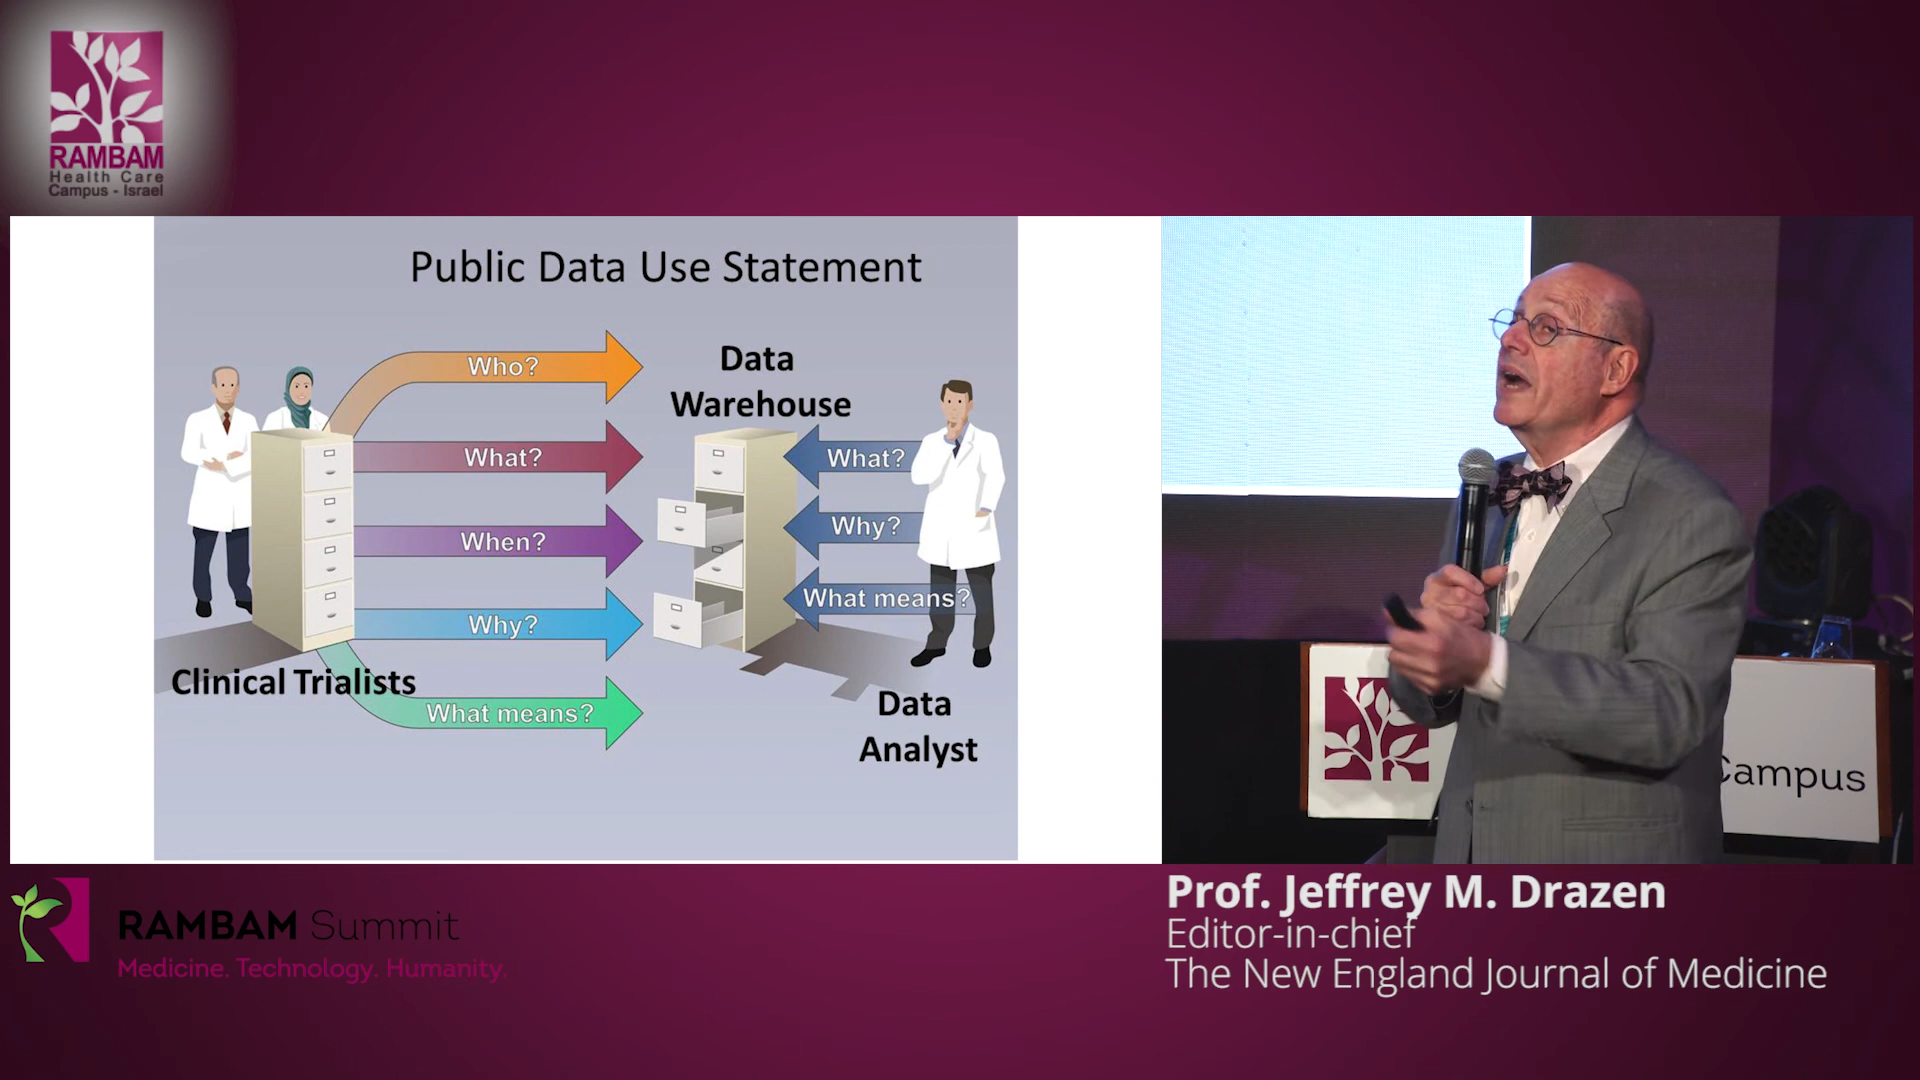 RAMBAM
Health Care
Campus - Israel
Public Data Use Statement
Who?
What?
When?
Why?
What means?
Clinical Trialists
Data
Warehouse
What?
Why?
What means?
Data
Analyst
Campus
RAMBAM Summit
Medicine. Technology. Humanity.
Prof. Jeffrey M. Drazen
Editor-in-chief
The New England Journal of Medicine